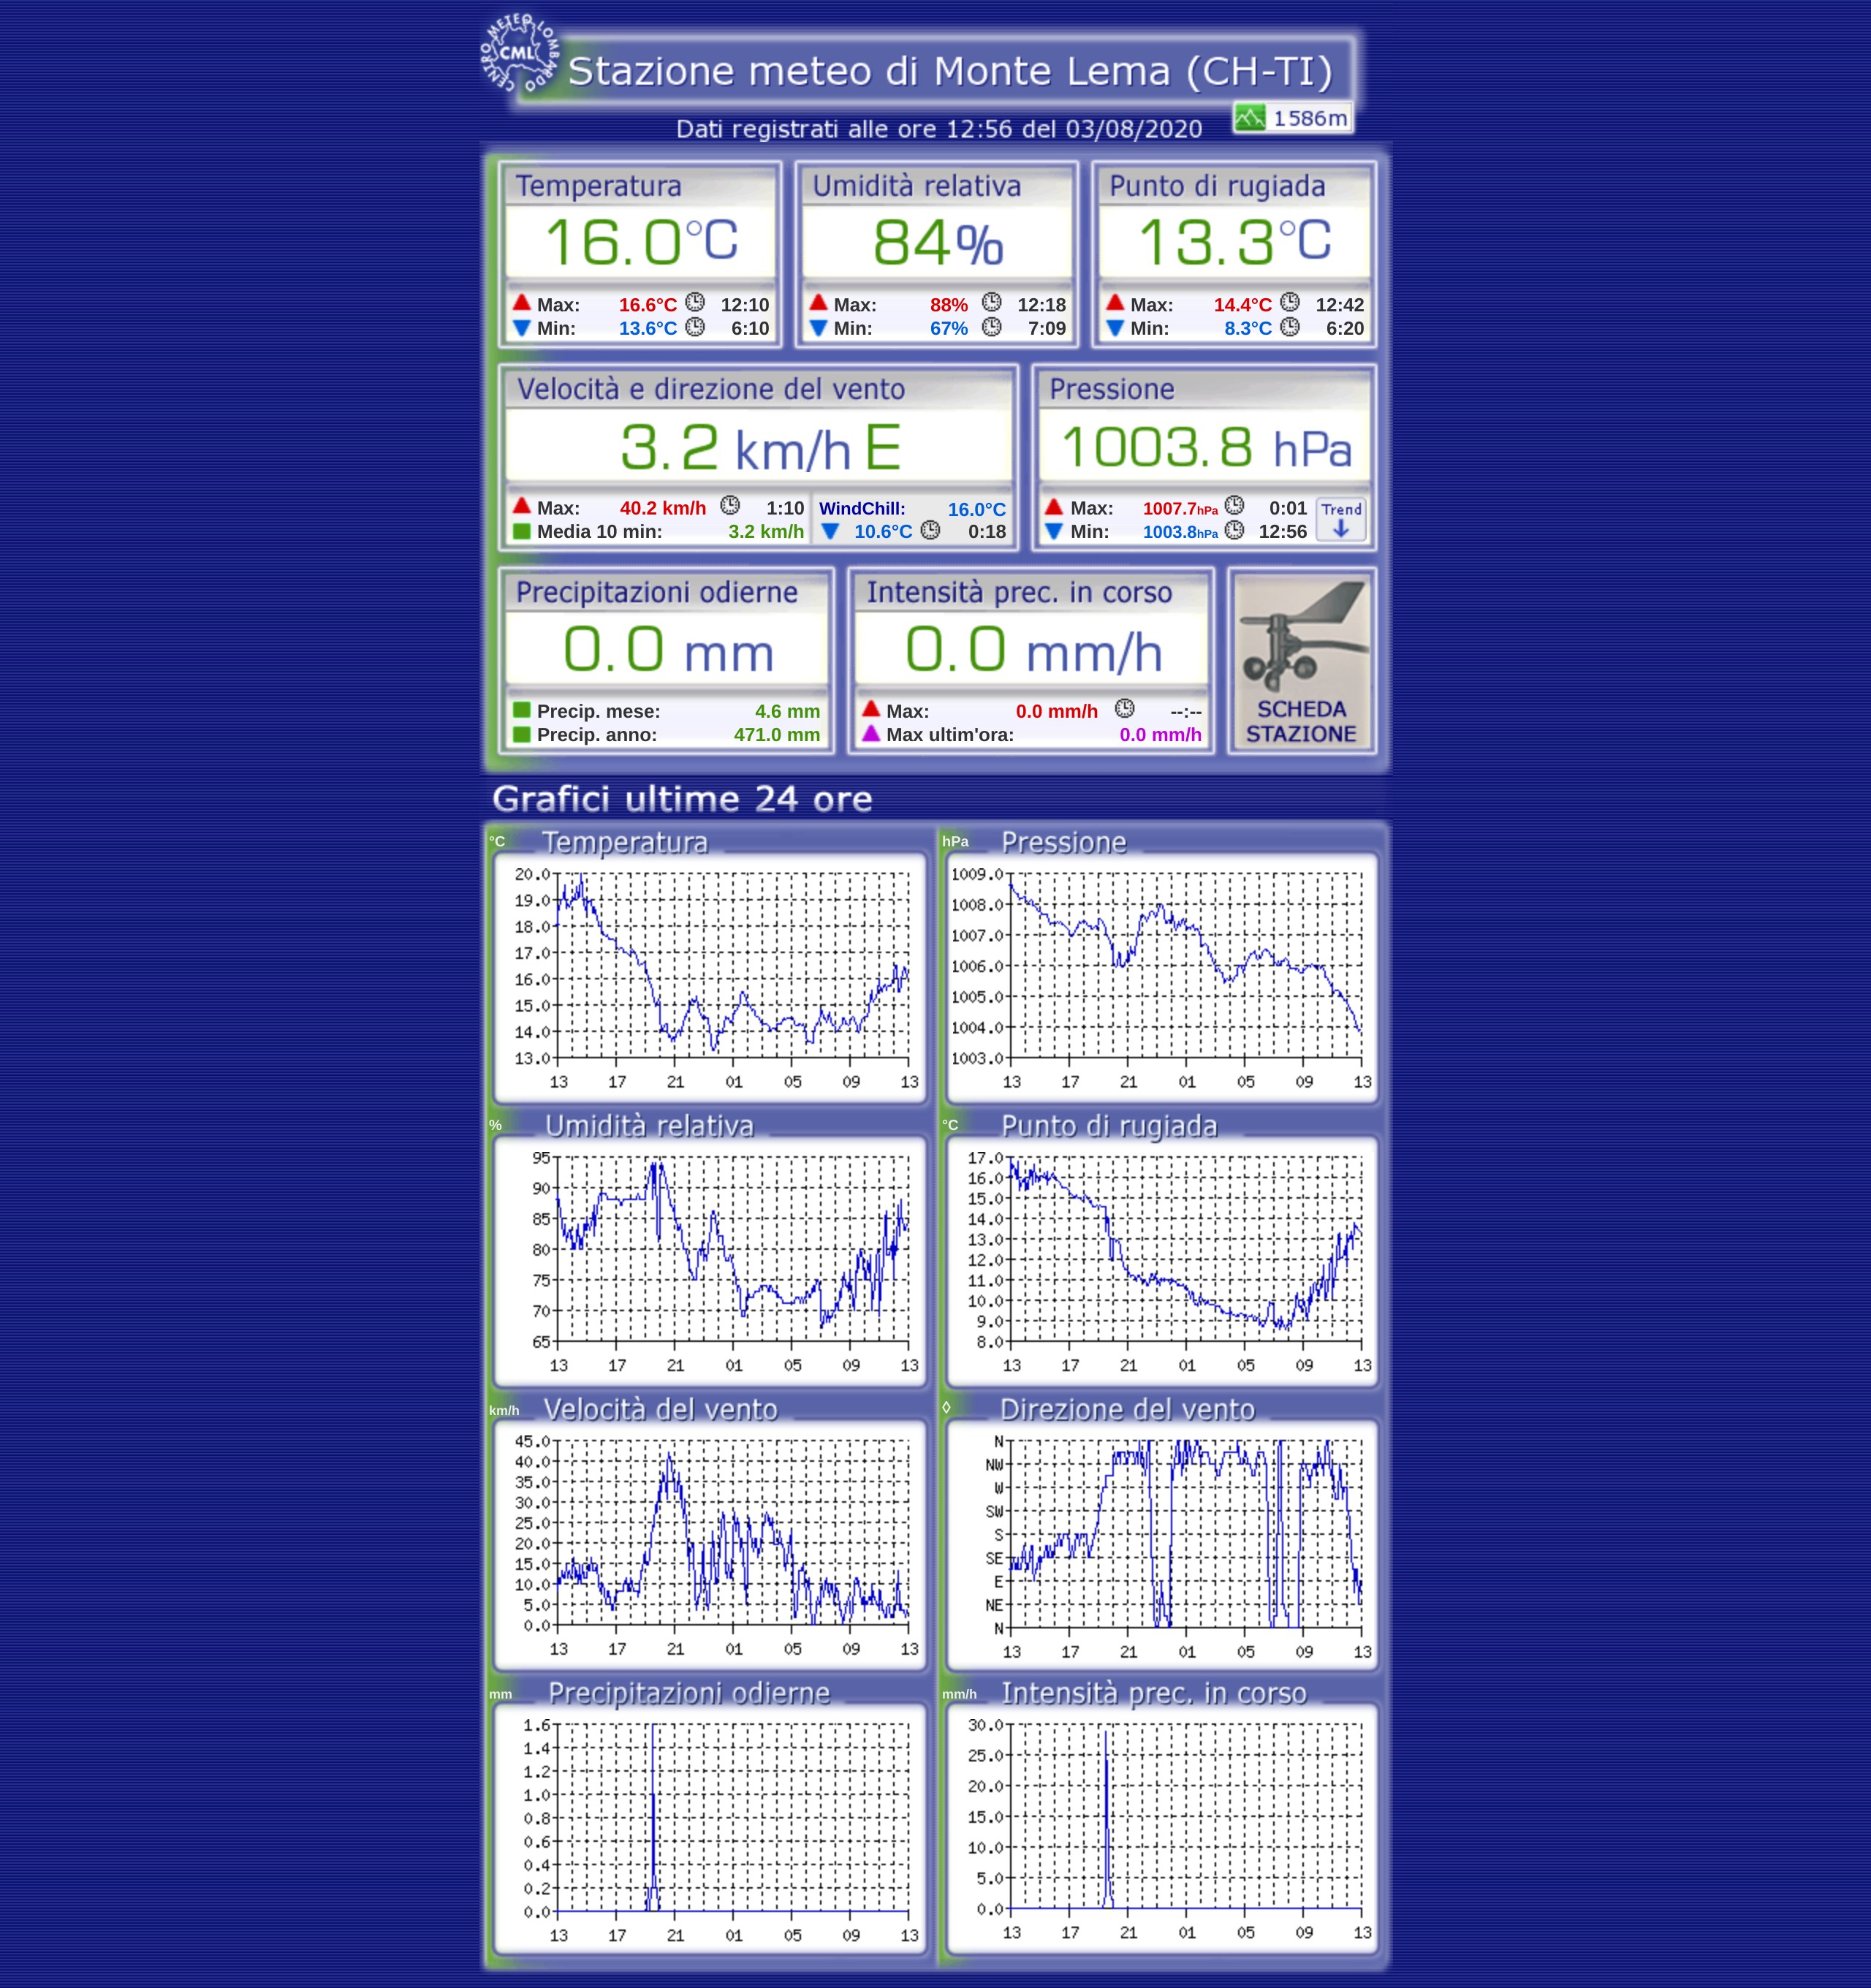 CENTRO METEO LOMBARDO
CML
Stazione meteo di Monte Lema (CH-TI)
1586m
Dati registrati alle ore 12:56 del 03/08/2020
Temperatura
16.0°C
Max: 16.6°C 12:10
Min: 13.6°C 6:10
Umidità relativa
84%
Max: 88% 12:18
Min: 67% 7:09
Punto di rugiada
13.3°C
Max: 14.4°C 12:42
Min: 8.3°C 6:20
Velocità e direzione del vento
3.2 km/h E
Max: 40.2 km/h 1:10
Media 10 min: 3.2 km/h
WindChill: 16.0°C
10.6°C 0:18
Pressione
1003.8 hPa
Max: 1007.7hPa 0:01
Min: 1003.8hPa 12:56
Trend
Precipitazioni odierne
0.0 mm
Precip. mese: 4.6 mm
Precip. anno: 471.0 mm
Intensità prec. in corso
0.0 mm/h
Max: 0.0 mm/h --:--
Max ultim'ora: 0.0 mm/h
SCHEDA
STAZIONE
Grafici ultime 24 ore
°C Temperatura
20.0
19.0
18.0
17.0
16.0
15.0
14.0
13.0
13 17 21 01 05 09 13
hPa Pressione
1009.0
1008.0
1007.0
1006.0
1005.0
1004.0
1003.0
13 17 21 01 05 09 13
% Umidità relativa
95
90
85
80
75
70
65
13 17 21 01 05 09 13
°C Punto di rugiada
17.0
16.0
15.0
14.0
13.0
12.0
11.0
10.0
9.0
8.0
13 17 21 01 05 09 13
km/h Velocità del vento
45.0
40.0
35.0
30.0
25.0
20.0
15.0
10.0
5.0
0.0
13 17 21 01 05 09 13
◊ Direzione del vento
N
NW
W
SW
S
SE
E
NE
N
13 17 21 01 05 09 13
mm Precipitazioni odierne
1.6
1.4
1.2
1.0
0.8
0.6
0.4
0.2
0.0
13 17 21 01 05 09 13
mm/h Intensità prec. in corso
30.0
25.0
20.0
15.0
10.0
5.0
0.0
13 17 21 01 05 09 13